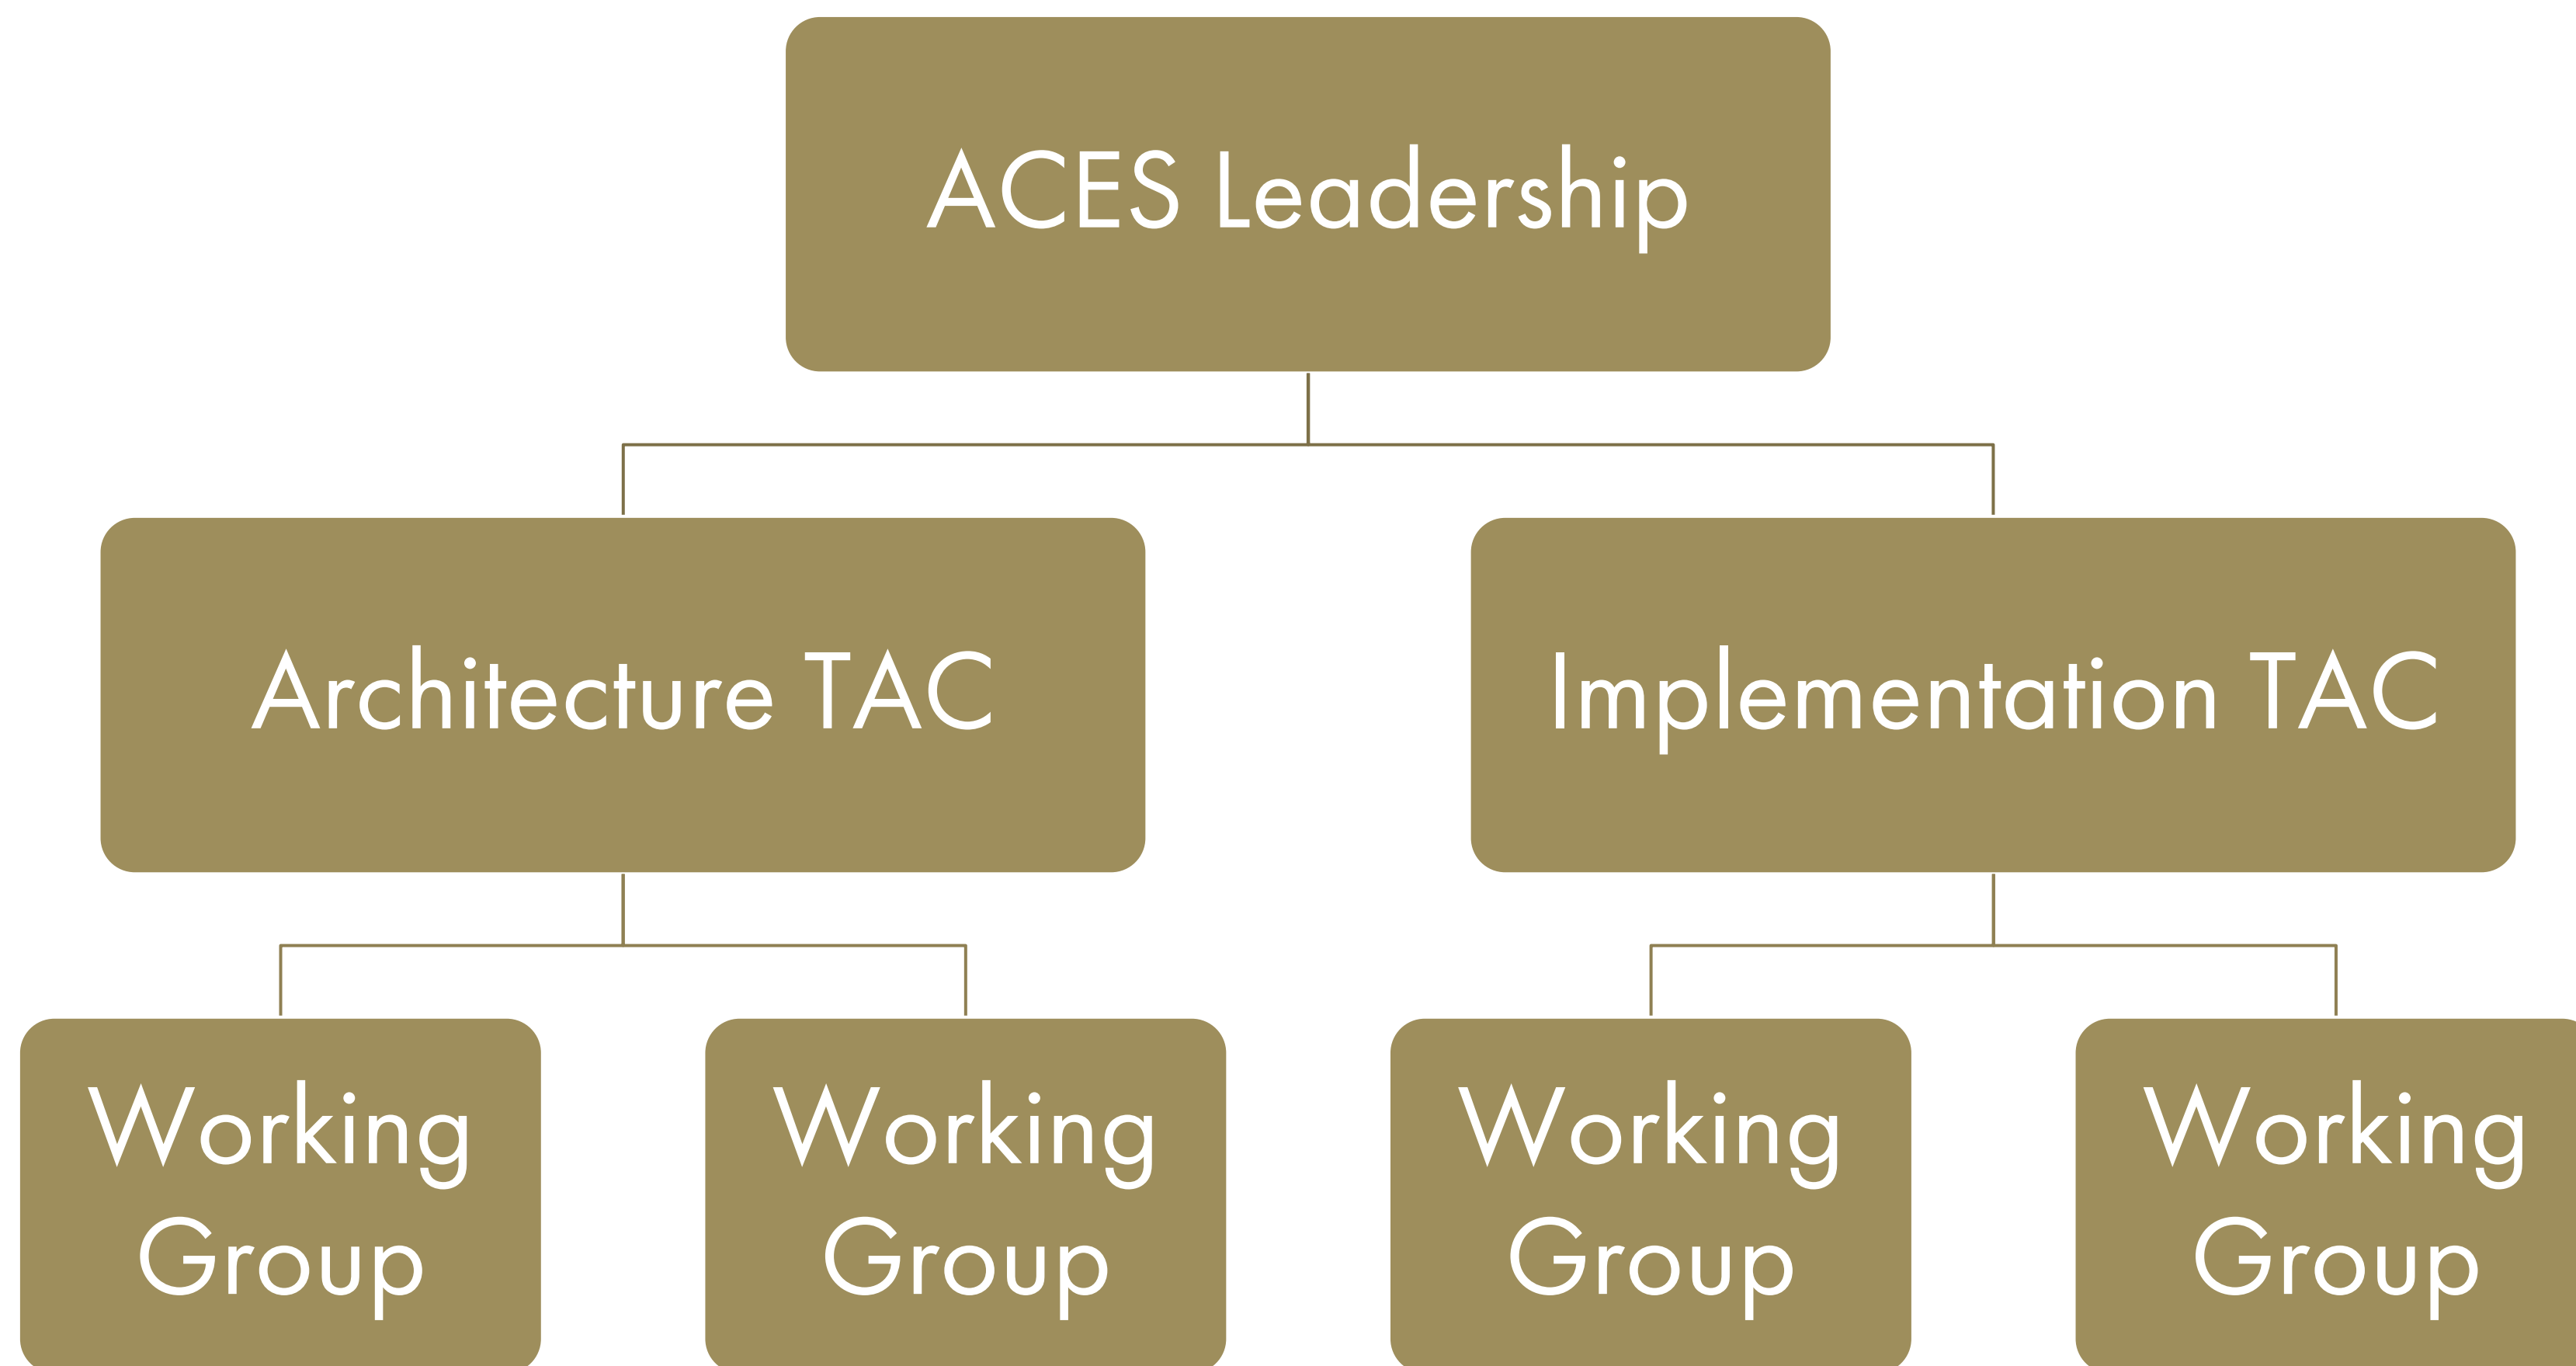 ACES Leadership
Architecture TAC
Implementation TAC
Working
Group
Working
Group
Working
Group
Working
Group